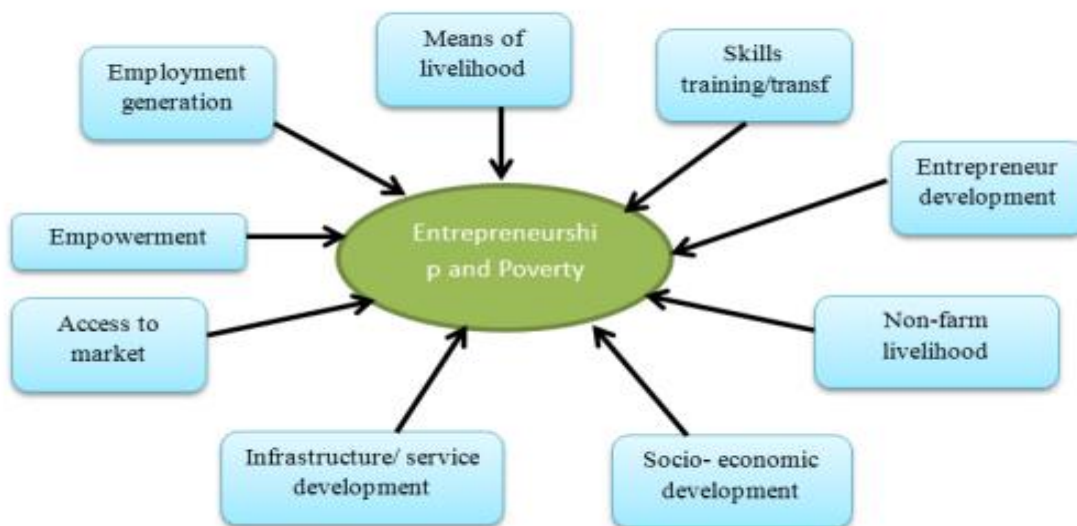 Means of
livelihood
Skills
training/transf
Employment
generation
Entrepreneur
development
Empowerment
Entrepreneurshi
p and Poverty
Access to
market
Non-farm
livelihood
Infrastructure/ service
development
Socio- economic
development